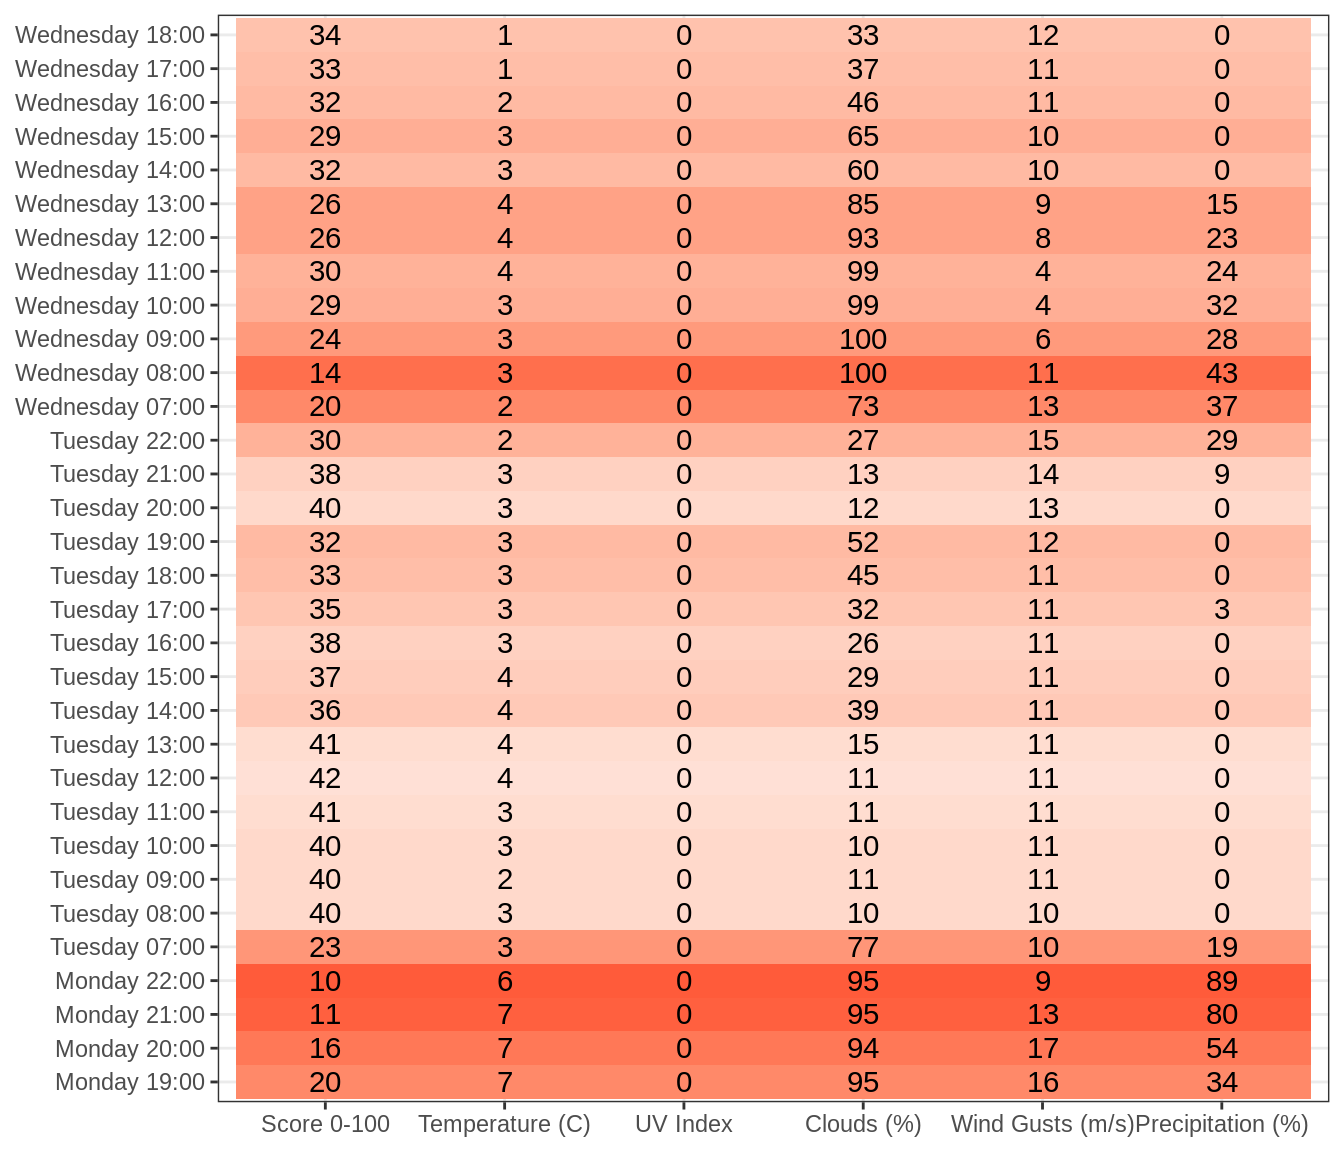 Wednesday 18:00 34 1 0 33 12 0
Wednesday 17:00 33 1 0 37 11 0
Wednesday 16:00 32 2 0 46 11 0
Wednesday 15:00 29 3 0 65 10 0
Wednesday 14:00 32 3 0 60 10 0
Wednesday 13:00 26 4 0 85 9 15
Wednesday 12:00 26 4 0 93 8 23
Wednesday 11:00 30 4 0 99 4 24
Wednesday 10:00 29 3 0 99 4 32
Wednesday 09:00 24 3 0 100 6 28
Wednesday 08:00 14 3 0 100 11 43
Wednesday 07:00 20 2 0 73 13 37
Tuesday 22:00 30 2 0 27 15 29
Tuesday 21:00 38 3 0 13 14 9
Tuesday 20:00 40 3 0 12 13 0
Tuesday 19:00 32 3 0 52 12 0
Tuesday 18:00 33 3 0 45 11 0
Tuesday 17:00 35 3 0 32 11 3
Tuesday 16:00 38 3 0 26 11 0
Tuesday 15:00 37 4 0 29 11 0
Tuesday 14:00 36 4 0 39 11 0
Tuesday 13:00 41 4 0 15 11 0
Tuesday 12:00 42 4 0 11 11 0
Tuesday 11:00 41 3 0 11 11 0
Tuesday 10:00 40 3 0 10 11 0
Tuesday 09:00 40 2 0 11 11 0
Tuesday 08:00 40 3 0 10 10 0
Tuesday 07:00 23 3 0 77 10 19
Monday 22:00 10 6 0 95 9 89
Monday 21:00 11 7 0 95 13 80
Monday 20:00 16 7 0 94 17 54
Monday 19:00 20 7 0 95 16 34
Score 0-100 Temperature (C) UV Index Clouds (%) Wind Gusts (m/s) Precipitation (%)